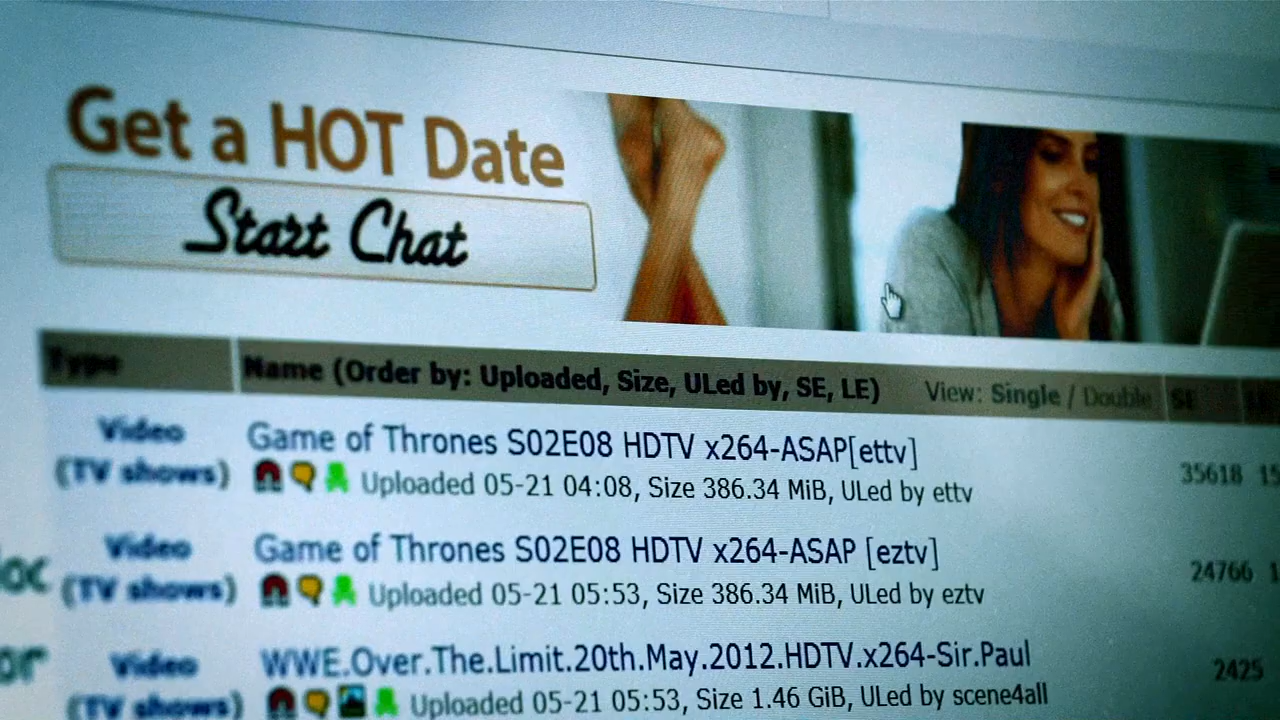 Get a HOT Date
Start Chat
Type
Name (Order by: Uploaded, Size, ULed by, SE, LE)
View: Single / Double
SE
Video
(TV shows)
Game of Thrones S02E08 HDTV x264-ASAP[ettv]
Uploaded 05-21 04:08, Size 386.34 MiB, ULed by ettv
35618
Video
(TV shows)
Game of Thrones S02E08 HDTV x264-ASAP [eztv]
Uploaded 05-21 05:53, Size 386.34 MiB, ULed by eztv
24766
Video
(TV shows)
WWE.Over.The.Limit.20th.May.2012.HDTV.x264-Sir.Paul
Uploaded 05-21 05:53, Size 1.46 GiB, ULed by scene4all
2425